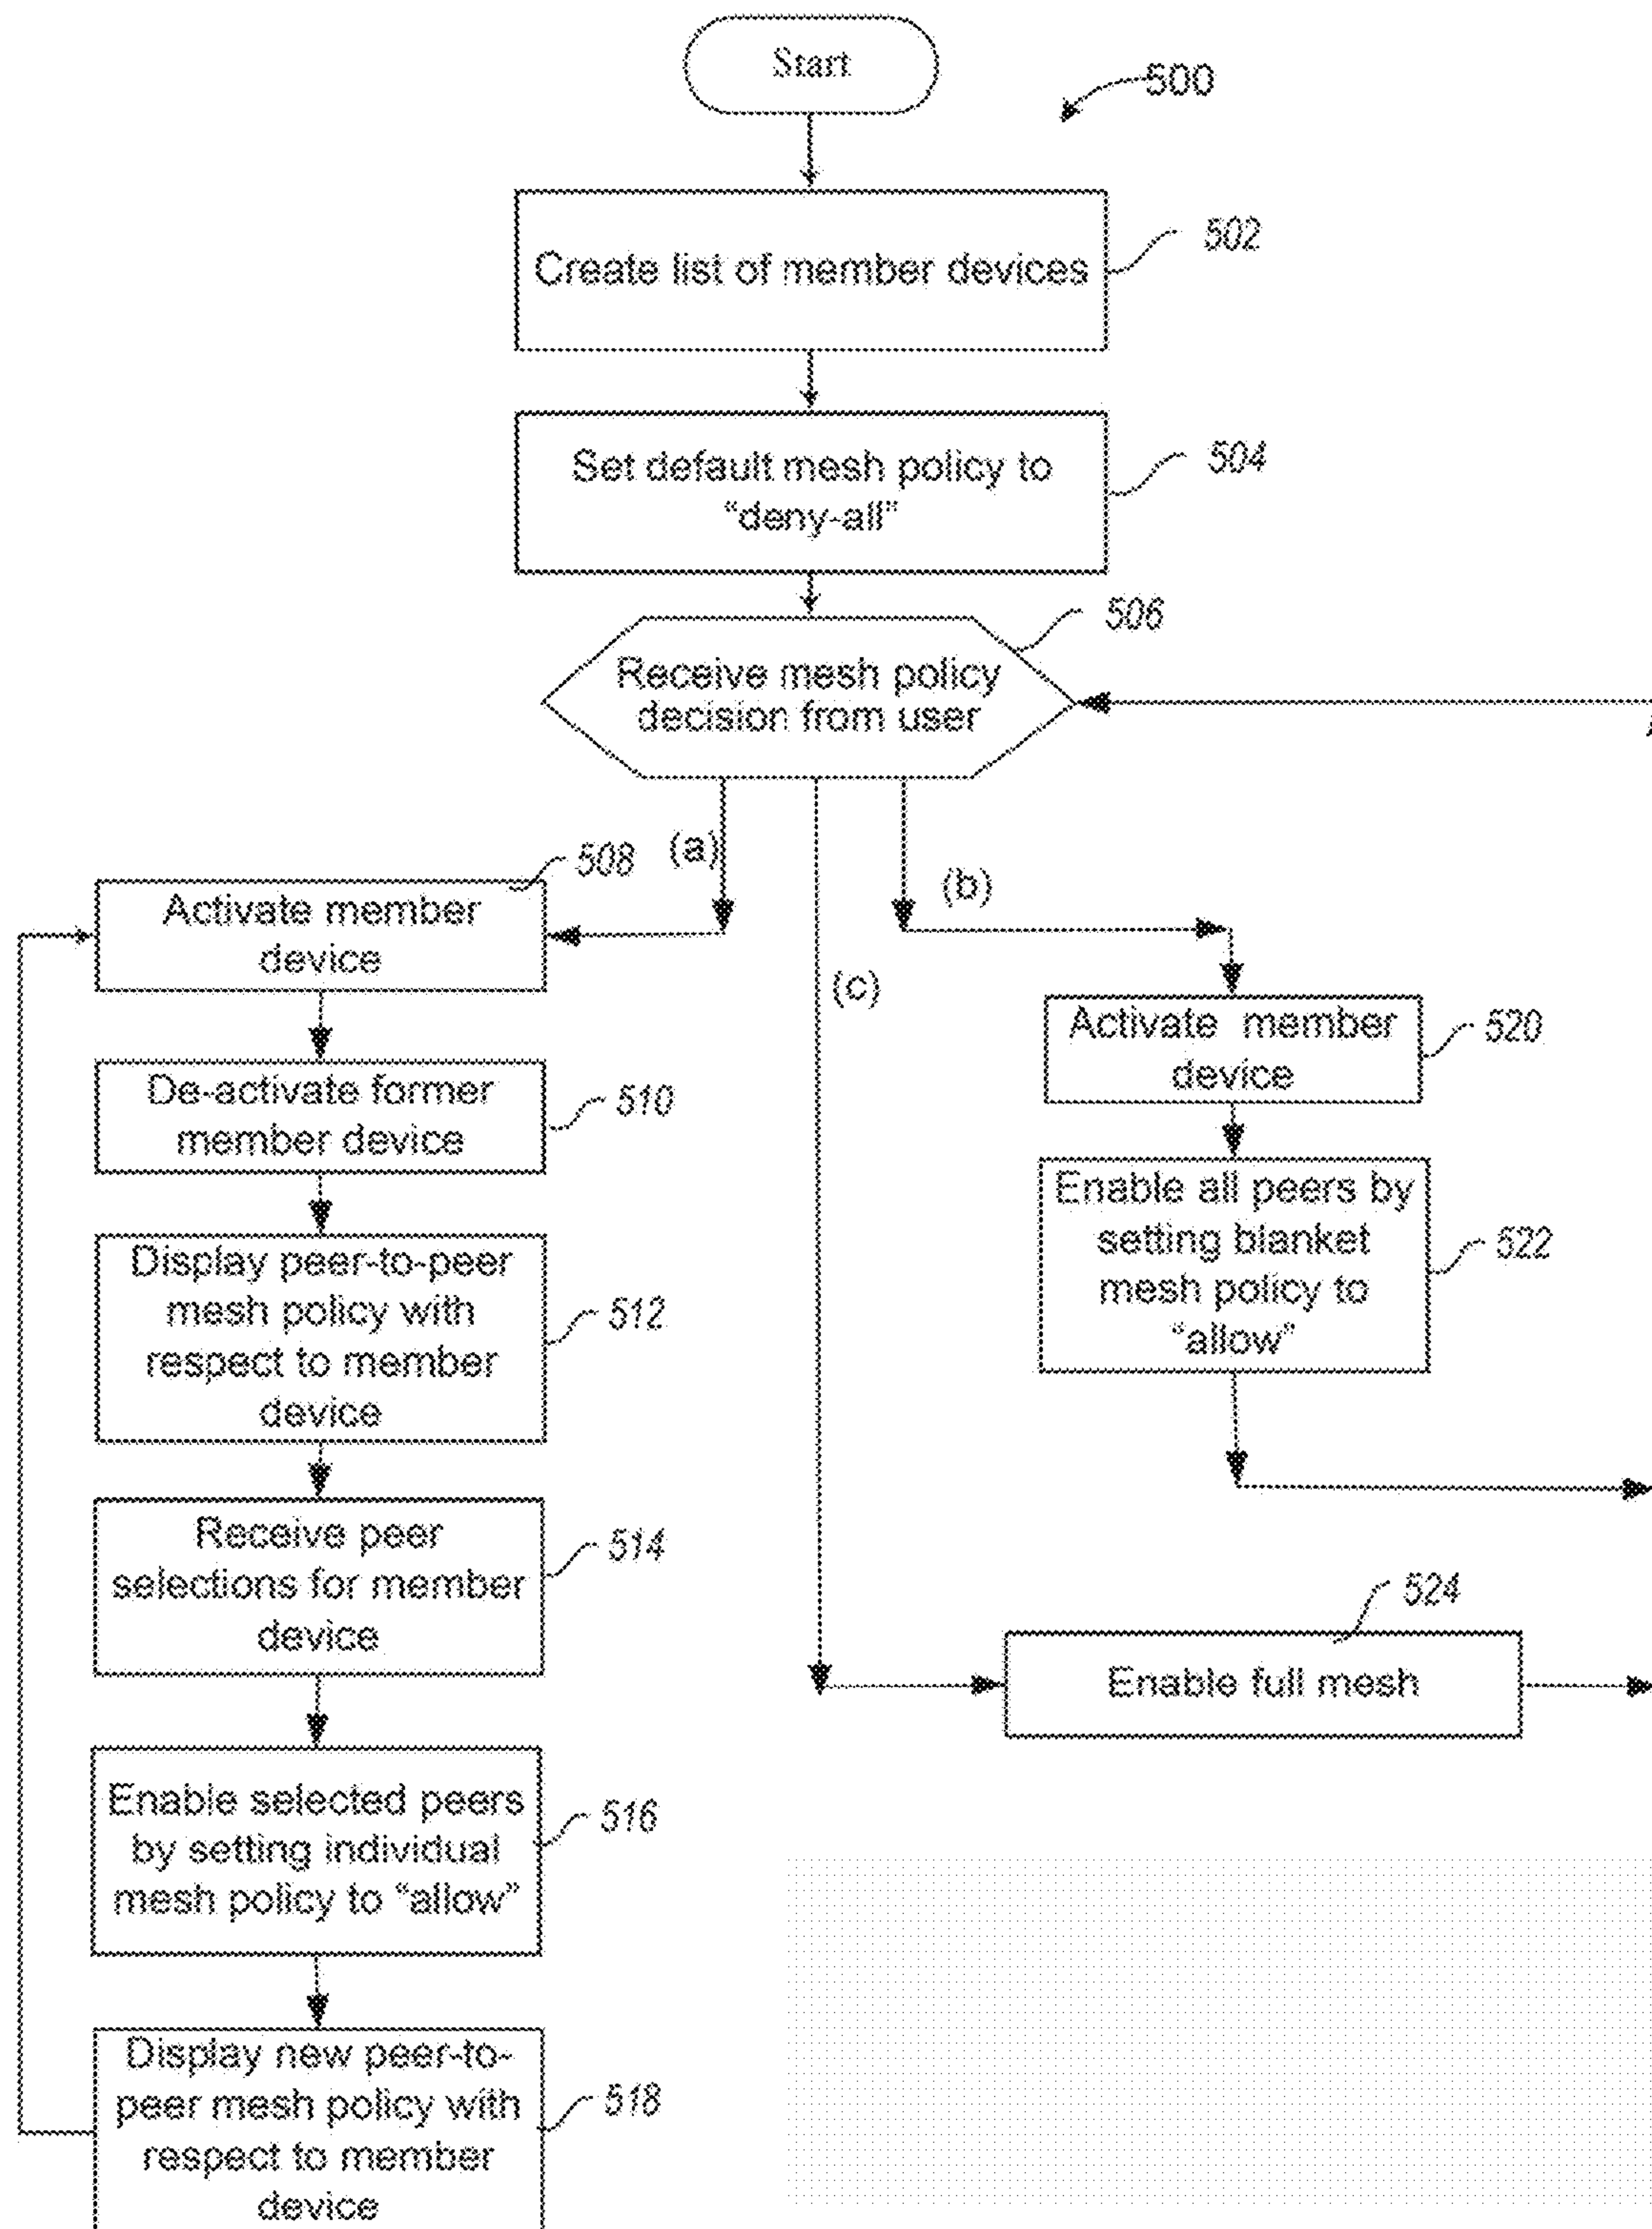 Start
500
Create list of member devices
502
Set default mesh policy to
“deny-all”
504
Receive mesh policy
decision from user
506
(a)
(b)
(c)
Activate member
device
508
De-activate former
member device
510
Display peer-to-peer
mesh policy with
respect to member
device
512
Receive peer
selections for member
device
514
Enable selected peers
by setting individual
mesh policy to “allow”
516
Display new peer-to-
peer mesh policy with
respect to member
device
518
Activate member
device
520
Enable all peers by
setting blanket
mesh policy to
“allow”
522
Enable full mesh
524